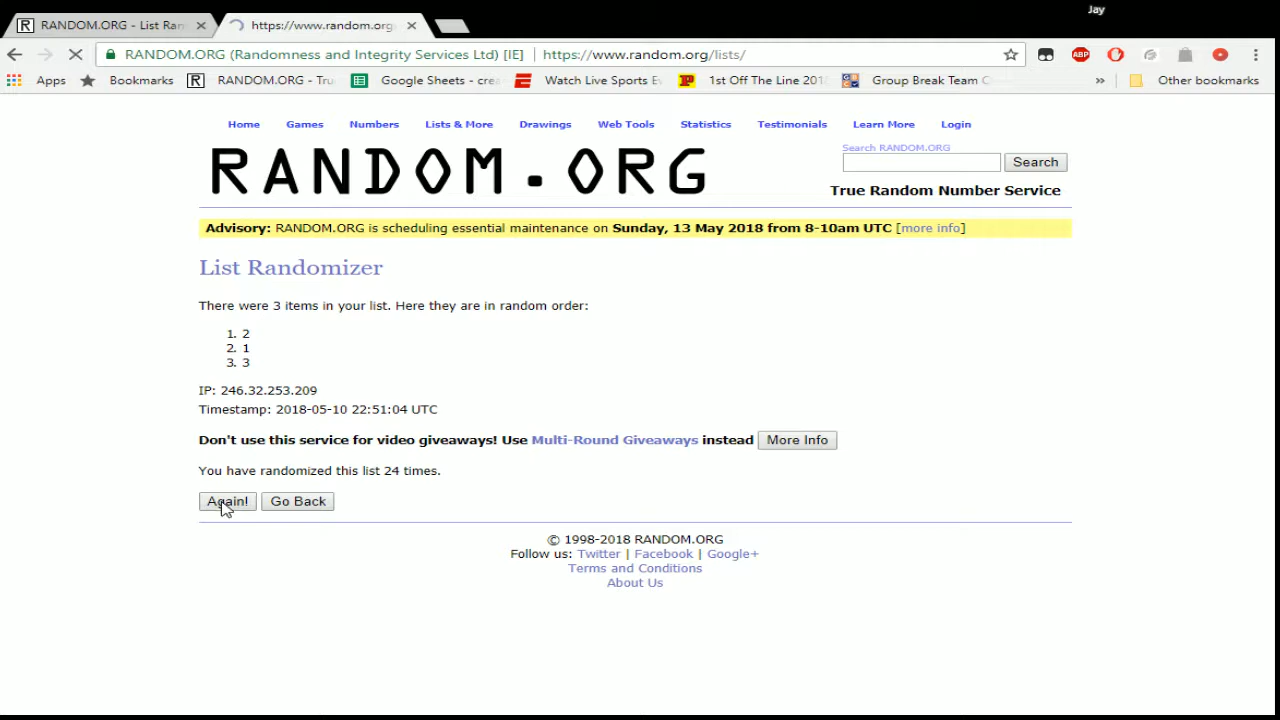 Jay
RANDOM.ORG - List Ran
https://www.random.org
RANDOM.ORG (Randomness and Integrity Services Ltd) [IE] | https://www.random.org/lists/
Apps Bookmarks RANDOM.ORG - Tru Google Sheets - crea Watch Live Sports Ev 1st Off The Line 201 Group Break Team C » Other bookmarks
Home Games Numbers Lists & More Drawings Web Tools Statistics Testimonials Learn More Login
RANDOM.ORG
Search RANDOM.ORG
Search
True Random Number Service
Advisory: RANDOM.ORG is scheduling essential maintenance on Sunday, 13 May 2018 from 8-10am UTC [more info]
List Randomizer
There were 3 items in your list. Here they are in random order:
1. 2
2. 1
3. 3
IP: 246.32.253.209
Timestamp: 2018-05-10 22:51:04 UTC
Don't use this service for video giveaways! Use Multi-Round Giveaways instead More Info
You have randomized this list 24 times.
Again! Go Back
© 1998-2018 RANDOM.ORG
Follow us: Twitter | Facebook | Google+
Terms and Conditions
About Us